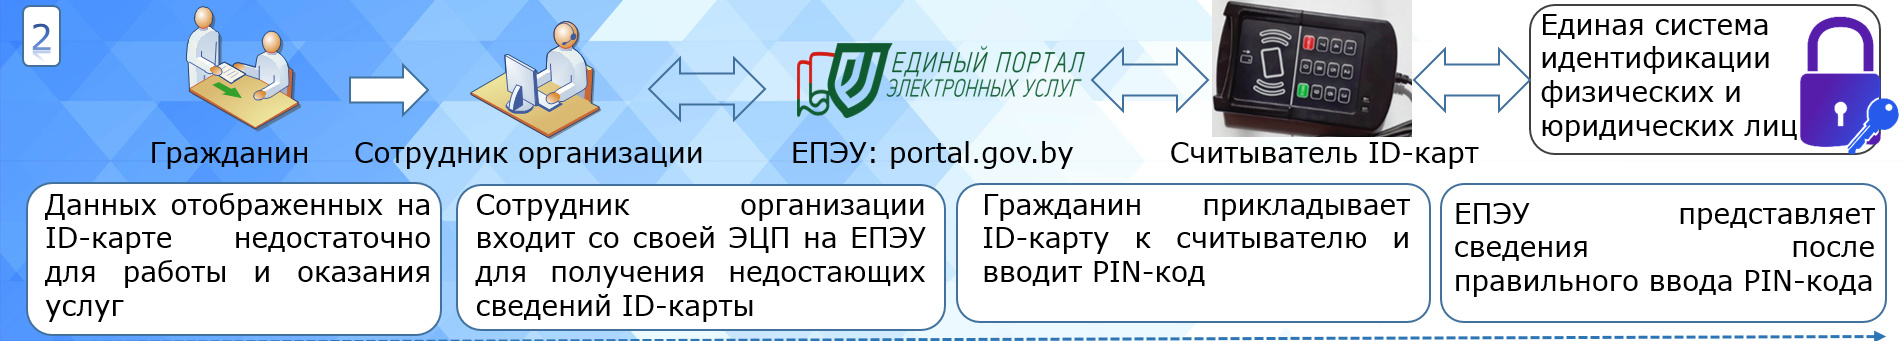 2
Единая система
идентификации
физических и
юридических лиц
ЕДИНЫЙ ПОРТАЛ
ЭЛЕКТРОННЫХ УСЛУГ
Гражданин
Сотрудник организации
ЕПЭУ: portal.gov.by
Считыватель ID-карт
Данных отображенных на
ID-карте недостаточно
для работы и оказания
услуг
Сотрудник организации
входит со своей ЭЦП на ЕПЭУ
для получения недостающих
сведений ID-карты
Гражданин прикладывает
ID-карту к считывателю и
вводит PIN-код
ЕПЭУ представляет
сведения после
правильного ввода PIN-кода